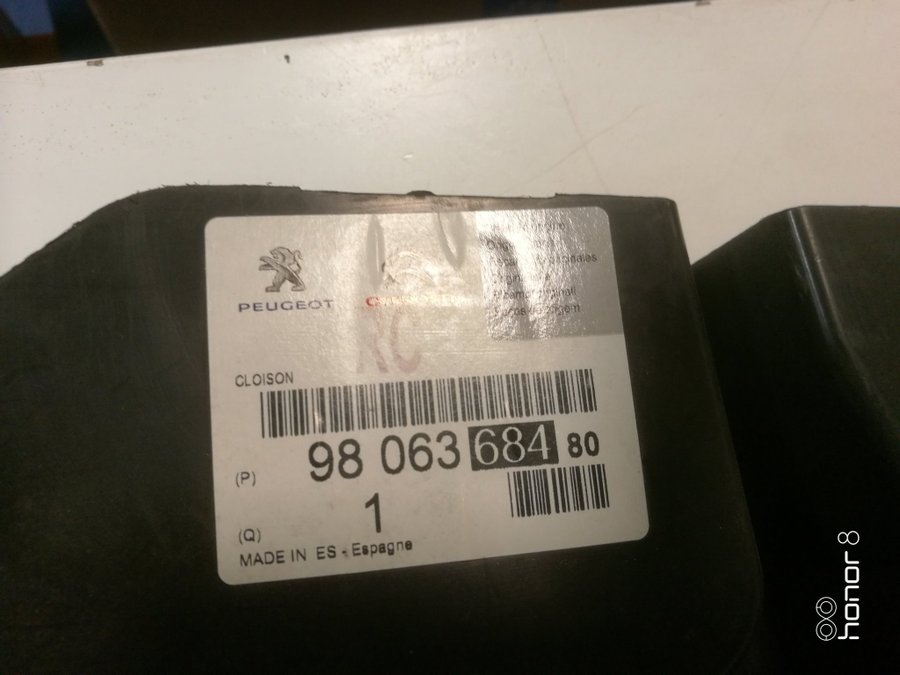 PEUGEOT
CLOISON
(P) 98 063 684 80
(Q) 1
MADE IN ES - Espagne
honor 8